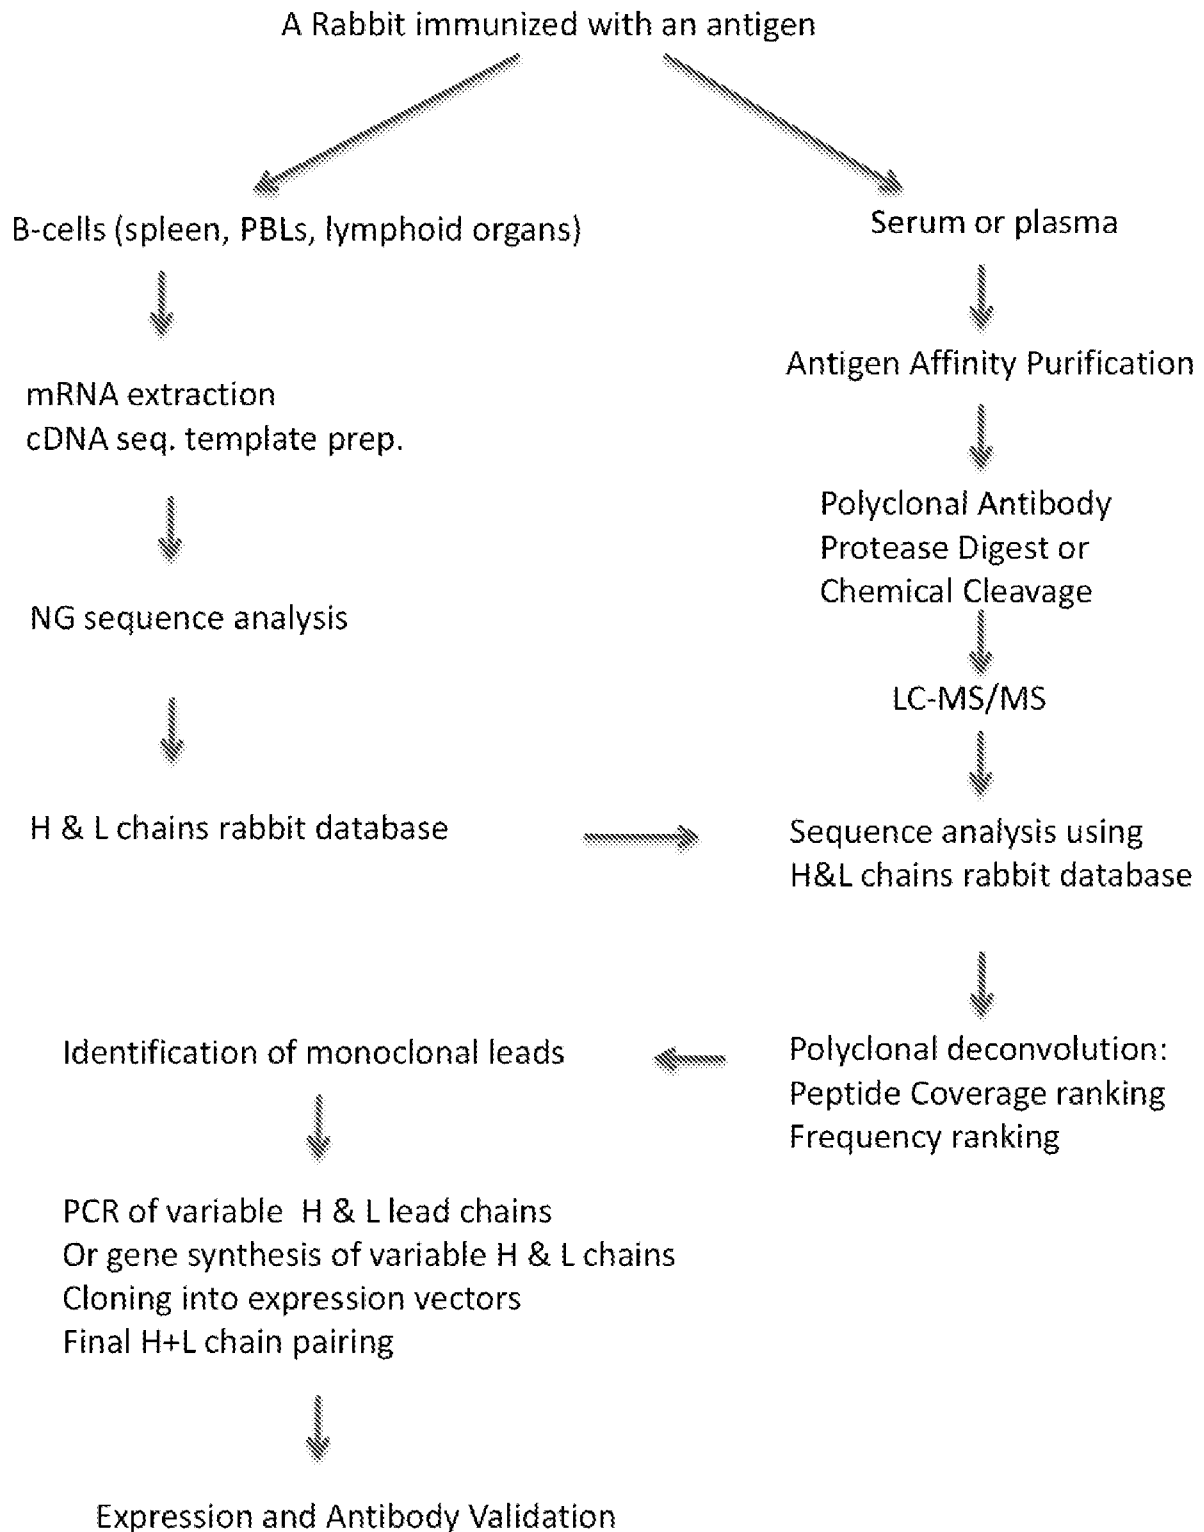 A Rabbit immunized with an antigen
B-cells (spleen, PBLs, lymphoid organs)
mRNA extraction
cDNA seq. template prep.
NG sequence analysis
H & L chains rabbit database
Serum or plasma
Antigen Affinity Purification
Polyclonal Antibody
Protease Digest or
Chemical Cleavage
LC-MS/MS
Sequence analysis using
H&L chains rabbit database
Polyclonal deconvolution:
Peptide Coverage ranking
Frequency ranking
Identification of monoclonal leads
PCR of variable H & L lead chains
Or gene synthesis of variable H & L chains
Cloning into expression vectors
Final H+L chain pairing
Expression and Antibody Validation